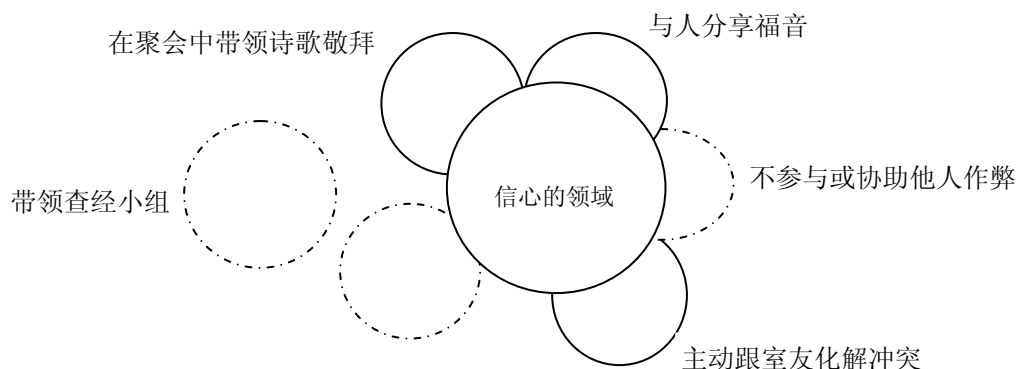 与人分享福音
在聚会中带领诗歌敬拜
不参与或协助他人作弊
信心的领域
带领查经小组
主动跟室友化解冲突